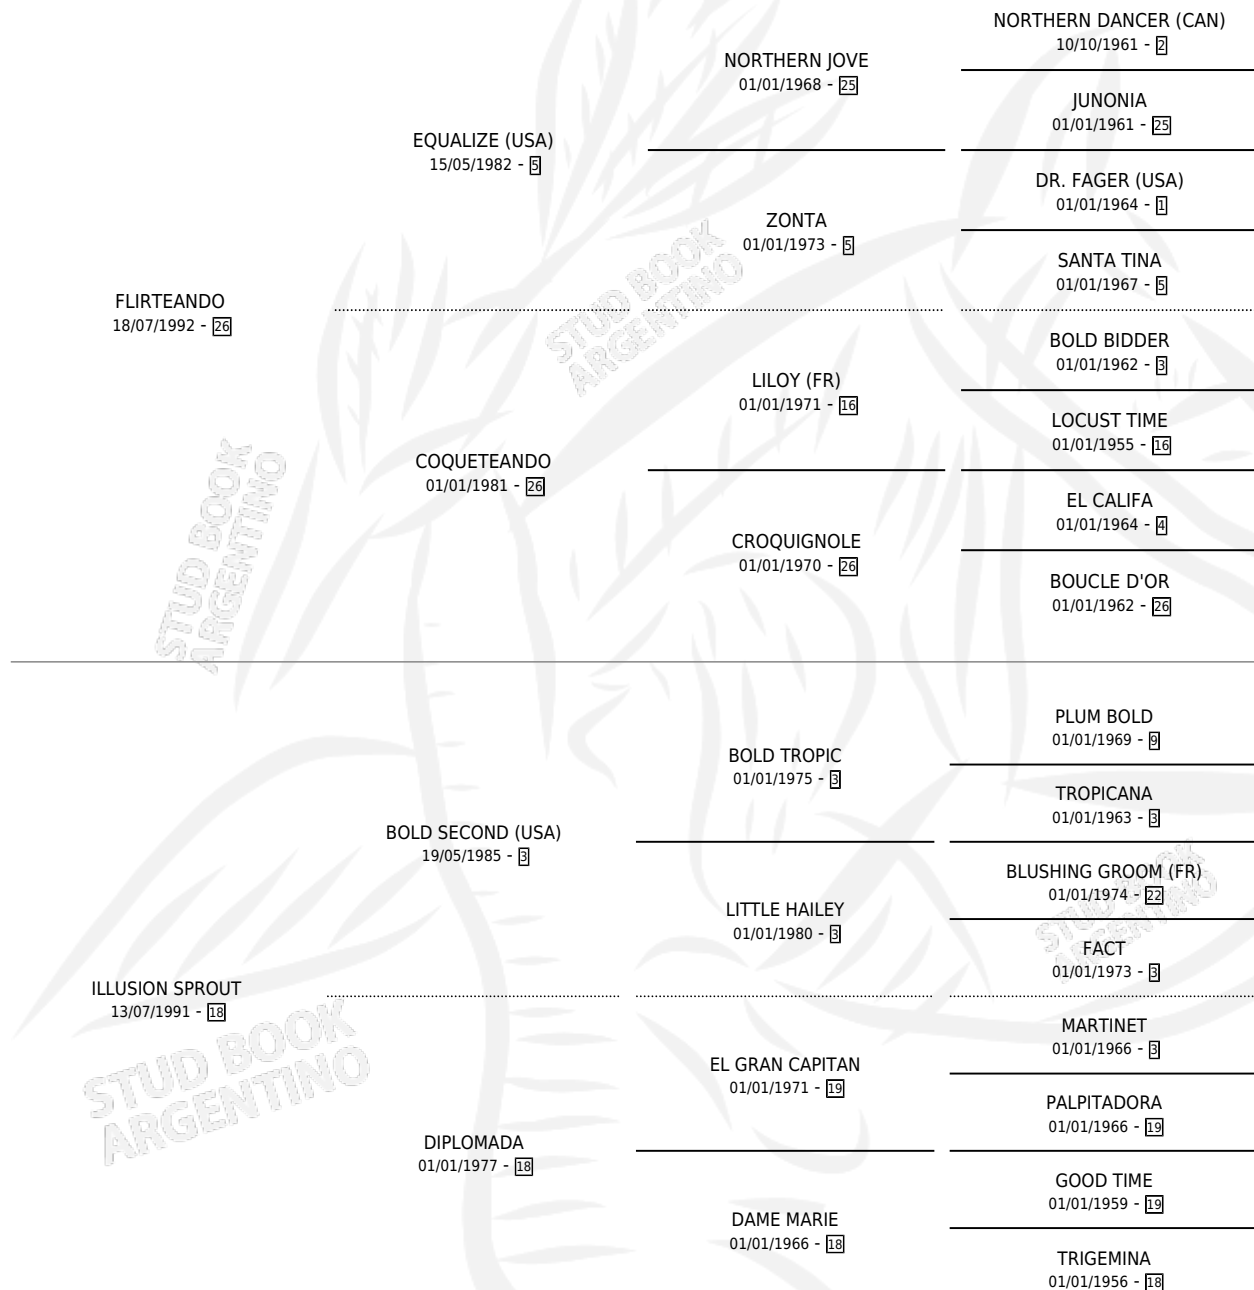 NORTHERN DANCER (CAN)
10/10/1961 - 2
NORTHERN JOVE
01/01/1968 - 25
JUNONIA
01/01/1961 - 25
EQUALIZE (USA)
15/05/1982 - 5
DR. FAGER (USA)
01/01/1964 - 1
ZONTA
01/01/1973 - 5
SANTA TINA
01/01/1967 - 5
FLIRTEANDO
18/07/1992 - 26
BOLD BIDDER
01/01/1962 - 3
LILOY (FR)
01/01/1971 - 16
LOCUST TIME
01/01/1955 - 16
COQUETEANDO
01/01/1981 - 26
EL CALIFA
01/01/1964 - 4
CROQUIGNOLE
01/01/1970 - 26
BOUCLE D'OR
01/01/1962 - 26
PLUM BOLD
01/01/1969 - 9
BOLD TROPIC
01/01/1975 - 3
TROPICANA
01/01/1963 - 3
BOLD SECOND (USA)
19/05/1985 - 3
BLUSHING GROOM (FR)
01/01/1974 - 22
LITTLE HAILEY
01/01/1980 - 3
FACT
01/01/1973 - 3
ILLUSION SPROUT
13/07/1991 - 18
MARTINET
01/01/1966 - 3
EL GRAN CAPITAN
01/01/1971 - 19
PALPITADORA
01/01/1966 - 19
DIPLOMADA
01/01/1977 - 18
GOOD TIME
01/01/1959 - 19
DAME MARIE
01/01/1966 - 18
TRIGEMINA
01/01/1956 - 18
STUD BOOK
ARGENTINO
STUD BOOK
ARGENTINO
STUD BOOK
ARGENTINO
STUD BOOK
ARGENTINO